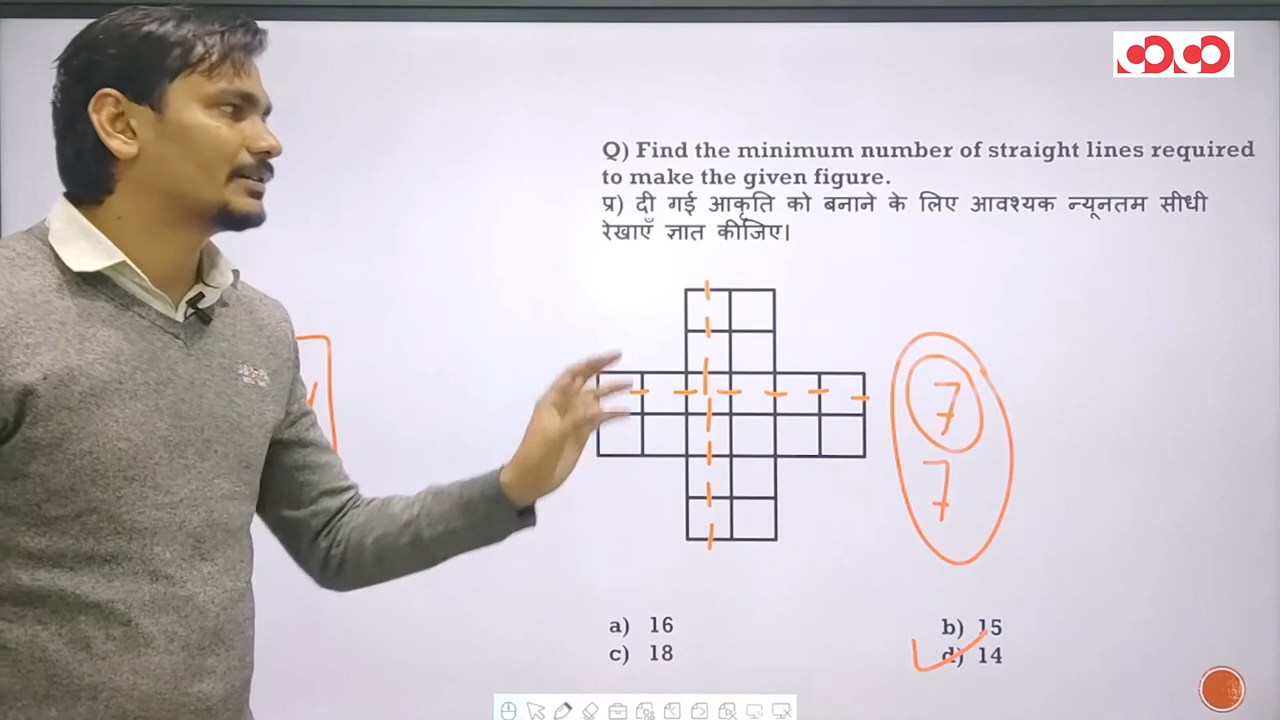 Q) Find the minimum number of straight lines required
to make the given figure.
प्र) दी गई आकृति को बनाने के लिए आवश्यक न्यूनतम सीधी
रेखाएँ ज्ञात कीजिए।
7
7
a) 16
b) 15
c) 18
d) 14